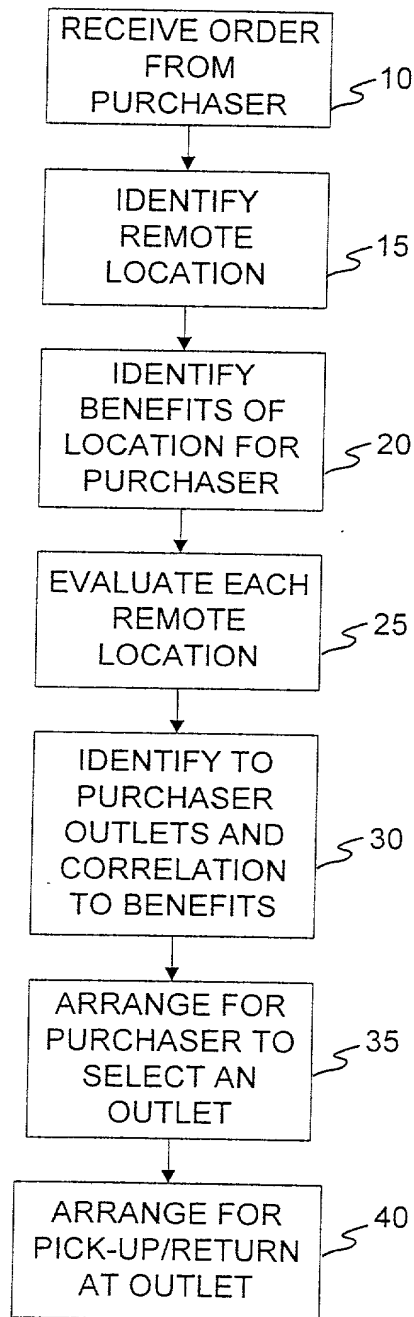 RECEIVE ORDER
FROM
PURCHASER
10
IDENTIFY
REMOTE
LOCATION
15
IDENTIFY
BENEFITS OF
LOCATION FOR
PURCHASER
20
EVALUATE EACH
REMOTE
LOCATION
25
IDENTIFY TO
PURCHASER
OUTLETS AND
CORRELATION
TO BENEFITS
30
ARRANGE FOR
PURCHASER TO
SELECT AN
OUTLET
35
ARRANGE FOR
PICK-UP/RETURN
AT OUTLET
40